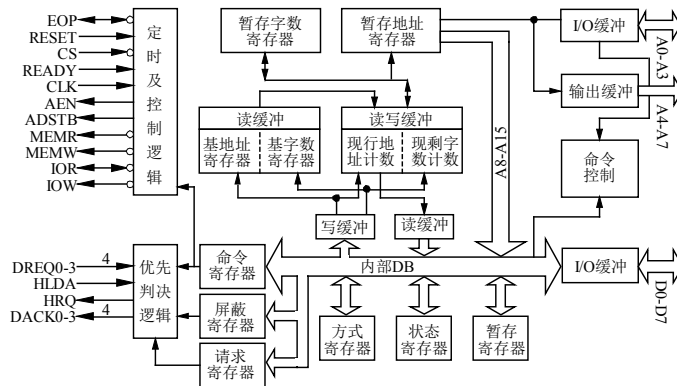 EOP
RESET
CS
READY
CLK
AEN
ADSTB
MEMR
MEMW
IOR
IOW
定时及控制逻辑
暂存字数
寄存器
暂存地址
寄存器
I/O缓冲
A0-A3
输出缓冲
A4-A7
读缓冲
基地址
寄存器
基字数
寄存器
读写缓冲
现行地
址计数
现剩字
数计数
A8-A15
命令
控制
写缓冲
读缓冲
DREQ0-3
4
HLDA
HRQ
DACK0-3
4
优先
判决
逻辑
命令
寄存器
内部DB
I/O缓冲
D0-D7
屏蔽
寄存器
请求
寄存器
方式
寄存器
状态
寄存器
暂存
寄存器